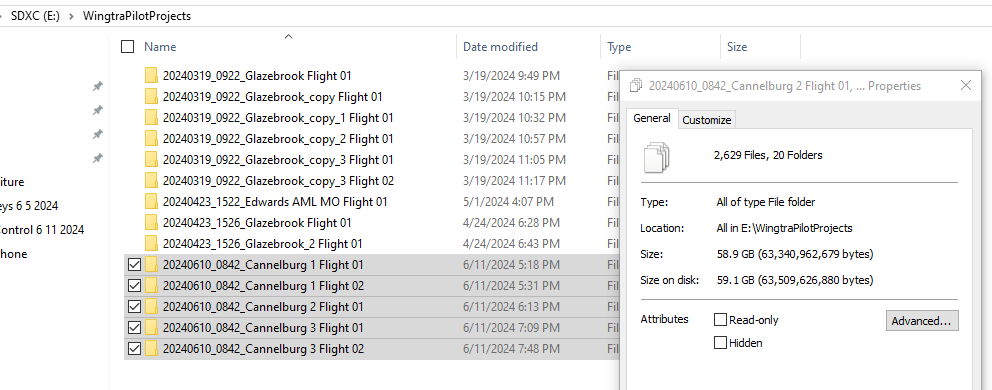 SDXC (E:) > WingtraPilotProjects
Name Date modified Type Size
20240319_0922_Glazebrook Flight 01 3/19/2024 9:49 PM Fil
20240319_0922_Glazebrook_copy Flight 01 3/19/2024 10:15 PM Fil
20240319_0922_Glazebrook_copy_1 Flight 01 3/19/2024 10:32 PM Fil
20240319_0922_Glazebrook_copy_2 Flight 01 3/19/2024 10:57 PM Fil
20240319_0922_Glazebrook_copy_3 Flight 01 3/19/2024 11:05 PM Fil
20240319_0922_Glazebrook_copy_3 Flight 02 3/19/2024 11:17 PM Fil
20240423_1522_Edwards AML MO Flight 01 5/1/2024 4:07 PM Fil
20240423_1526_Glazebrook Flight 01 4/24/2024 6:28 PM Fil
20240423_1526_Glazebrook_2 Flight 01 4/24/2024 6:43 PM Fil
20240610_0842_Cannelburg 1 Flight 01 6/11/2024 5:18 PM Fil
20240610_0842_Cannelburg 1 Flight 02 6/11/2024 5:31 PM Fil
20240610_0842_Cannelburg 2 Flight 01 6/11/2024 6:13 PM Fil
20240610_0842_Cannelburg 3 Flight 01 6/11/2024 7:09 PM Fil
20240610_0842_Cannelburg 3 Flight 02 6/11/2024 7:48 PM Fil
iture
eys 6 5 2024
Control 6 11 2024
hone
20240610_0842_Cannelburg 2 Flight 01, ... Properties
General Customize
2,629 Files, 20 Folders
Type: All of type File folder
Location: All in E:\WingtraPilotProjects
Size: 58.9 GB (63,340,962,679 bytes)
Size on disk: 59.1 GB (63,509,626,880 bytes)
Attributes Read-only Advanced...
Hidden